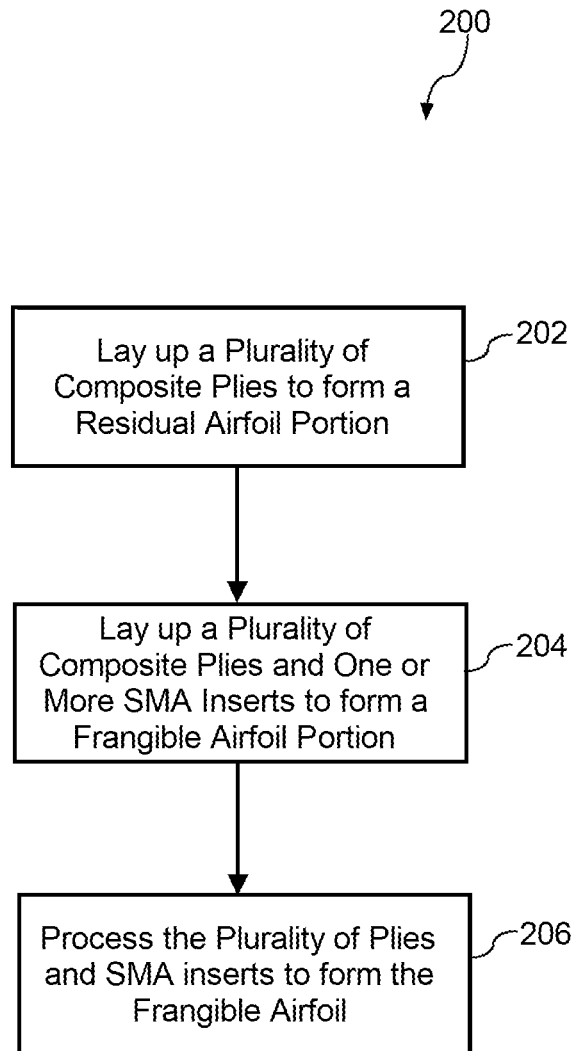 200
Lay up a Plurality of
Composite Plies to form a
Residual Airfoil Portion
202
Lay up a Plurality of
Composite Plies and One or
More SMA Inserts to form a
Frangible Airfoil Portion
204
Process the Plurality of Plies
and SMA inserts to form the
Frangible Airfoil
206